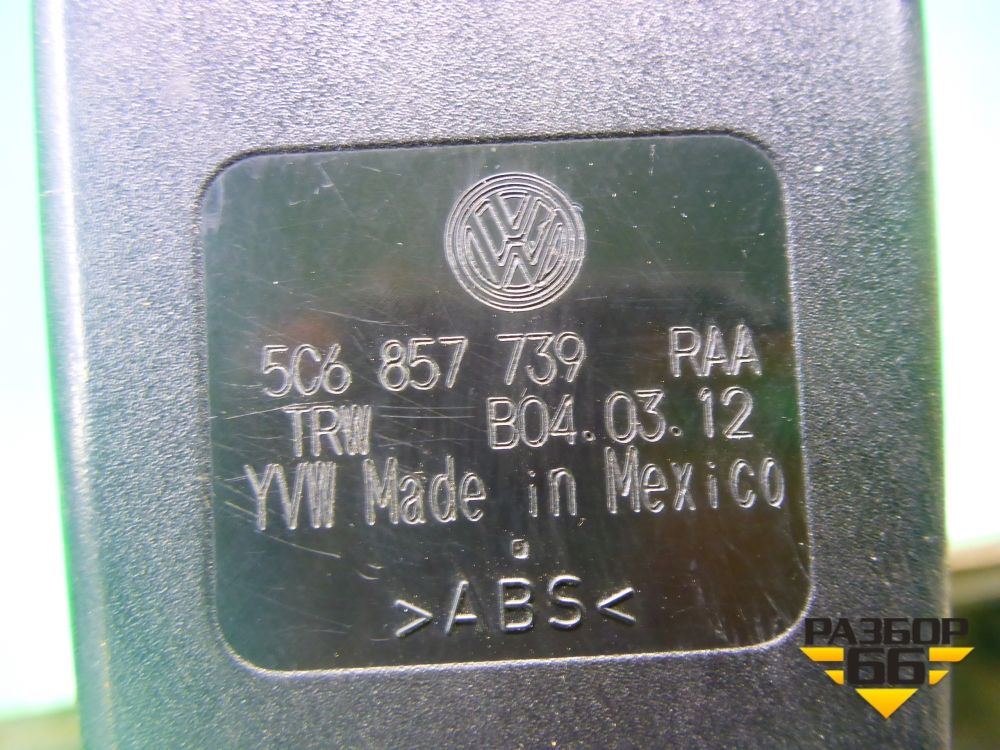 5C6 857 739 RAA
TRW B04.03.12
YVW Made in Mexico
>ABS<
РАЗБОР
66